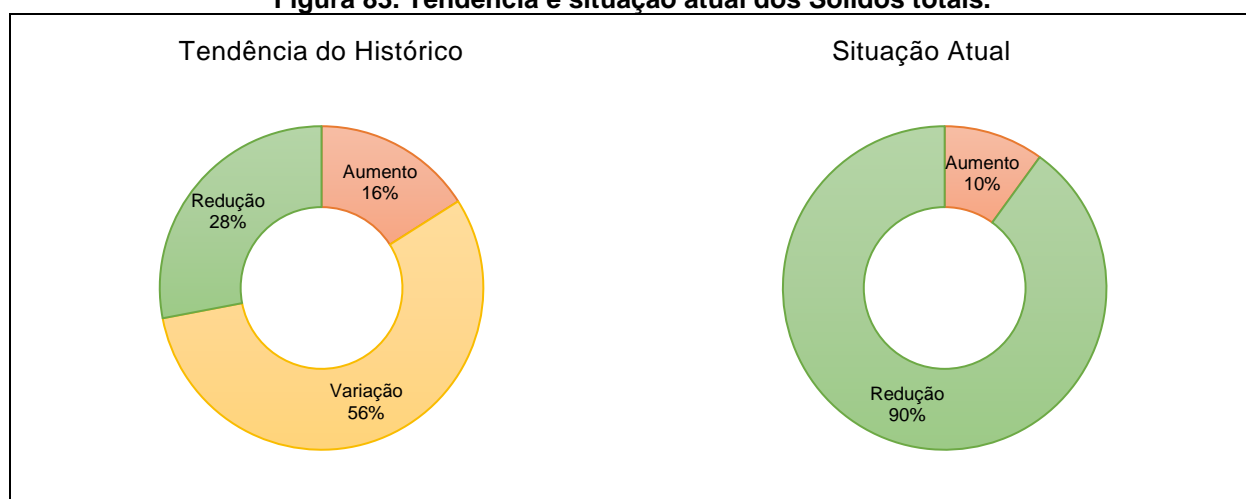 Figura 83. Tendência e situação atual dos Sólidos totais.
Tendência do Histórico
Situação Atual
Aumento
16%
Redução
28%
Variação
56%
Aumento
10%
Redução
90%